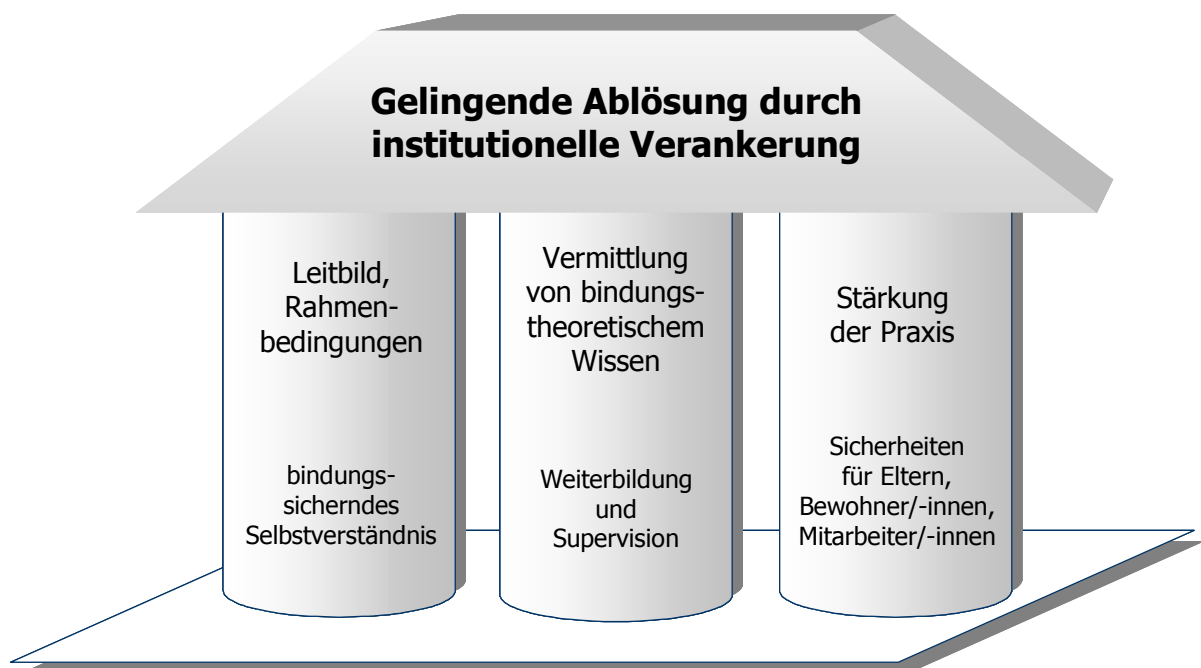 Gelingende Ablösung durch
institutionelle Verankerung
Leitbild,
Rahmen-
bedingungen
bindungs-
sicherndes
Selbstverständnis
Vermittlung
von bindungs-
theoretischem
Wissen
Weiterbildung
und
Supervision
Stärkung
der Praxis
Sicherheiten
für Eltern,
Bewohner/-innen,
Mitarbeiter/-innen